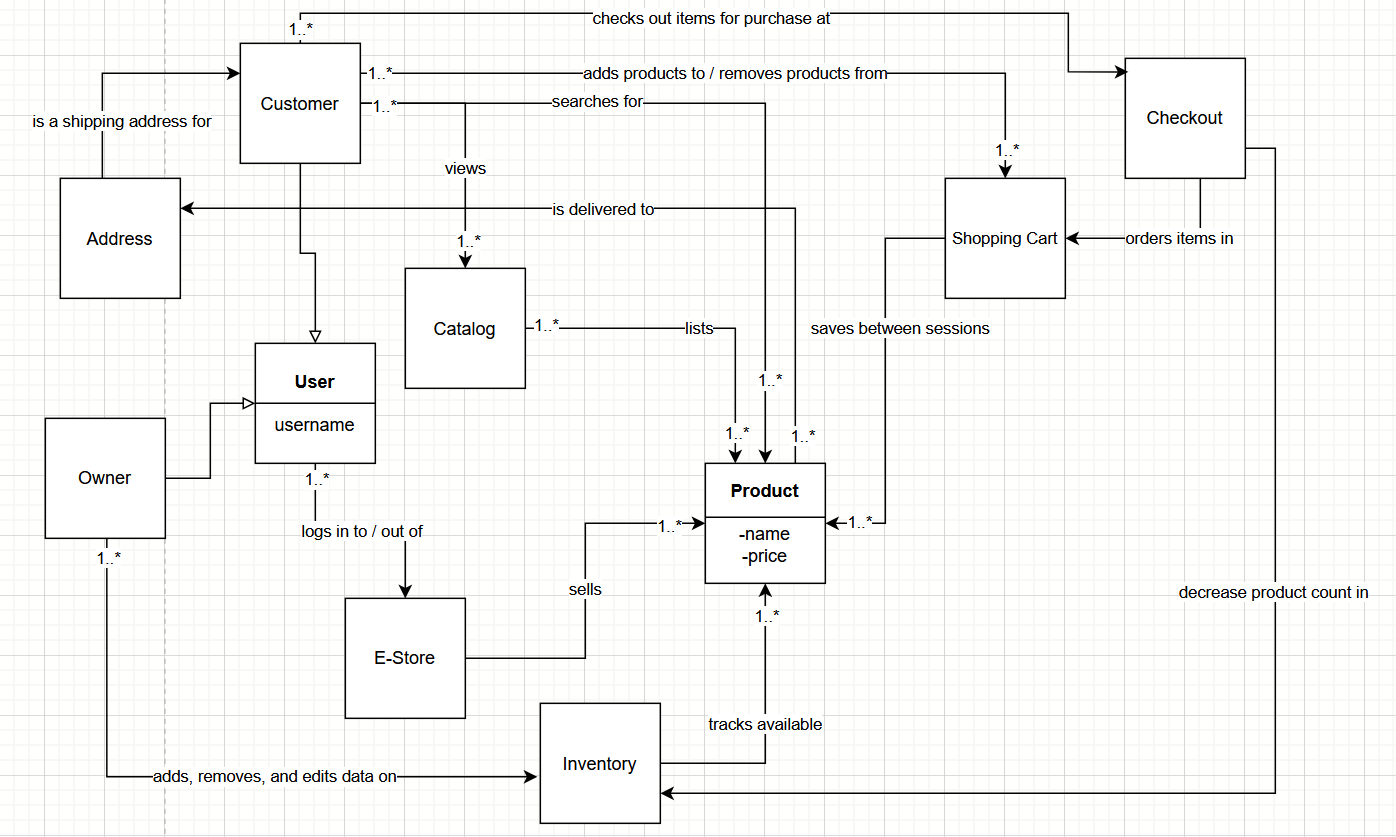 checks out items for purchase at
1..*
1..*
adds products to / removes products from
1..*
searches for
Customer
Checkout
is a shipping address for
1..*
views
is delivered to
Address
1..*
Shopping Cart
orders items in
Catalog
1..*
lists
saves between sessions
1..*
User
username
1..*
1..*
Owner
1..*
Product
-name
-price
1..*
1..*
logs in to / out of
1..*
sells
decrease product count in
1..*
E-Store
tracks available
Inventory
adds, removes, and edits data on